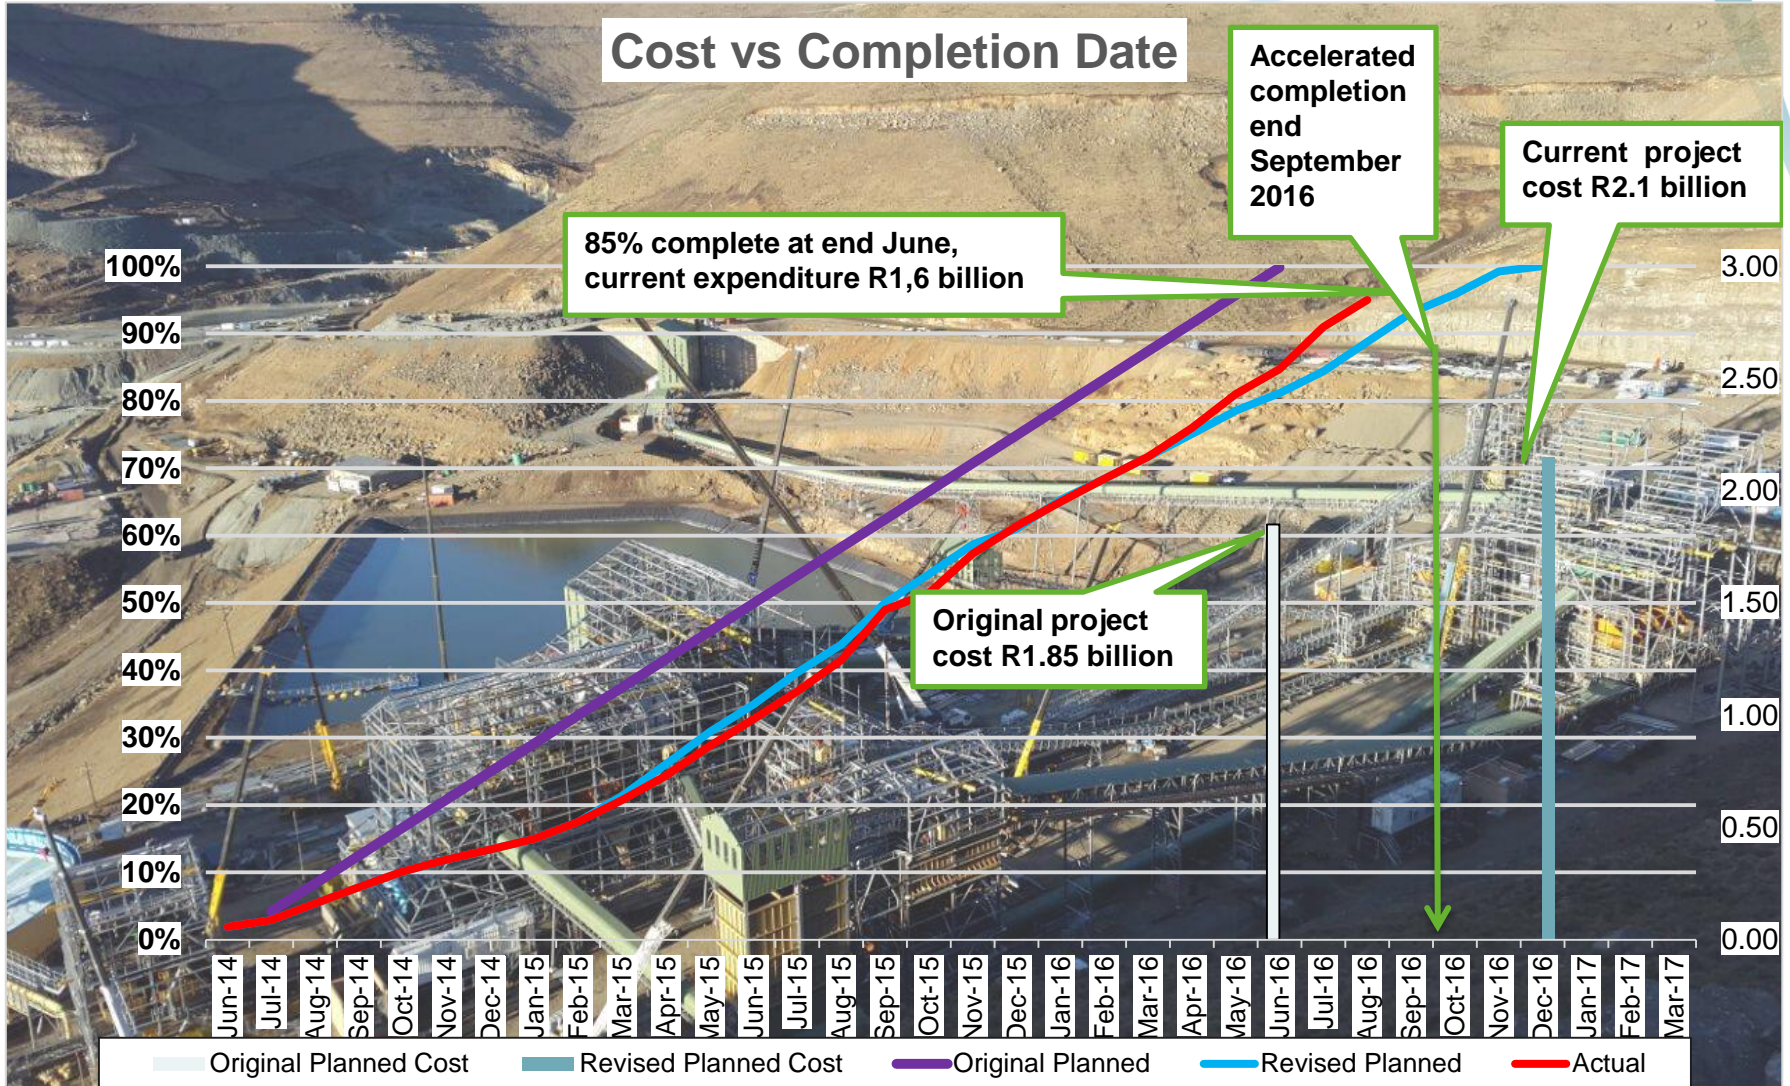 Cost vs Completion Date
Accelerated
completion
end
September
2016
Current project
cost R2.1 billion
85% complete at end June,
current expenditure R1,6 billion
Original project
cost R1.85 billion
100%
90%
80%
70%
60%
50%
40%
30%
20%
10%
0%
3.00
2.50
2.00
1.50
1.00
0.50
0.00
Jun-14
Jul-14
Aug-14
Sep-14
Oct-14
Nov-14
Dec-14
Jan-15
Feb-15
Mar-15
Apr-15
May-15
Jun-15
Jul-15
Aug-15
Sep-15
Oct-15
Nov-15
Dec-15
Jan-16
Feb-16
Mar-16
Apr-16
May-16
Jun-16
Jul-16
Aug-16
Sep-16
Oct-16
Nov-16
Dec-16
Jan-17
Feb-17
Mar-17
Original Planned Cost
Revised Planned Cost
Original Planned
Revised Planned
Actual